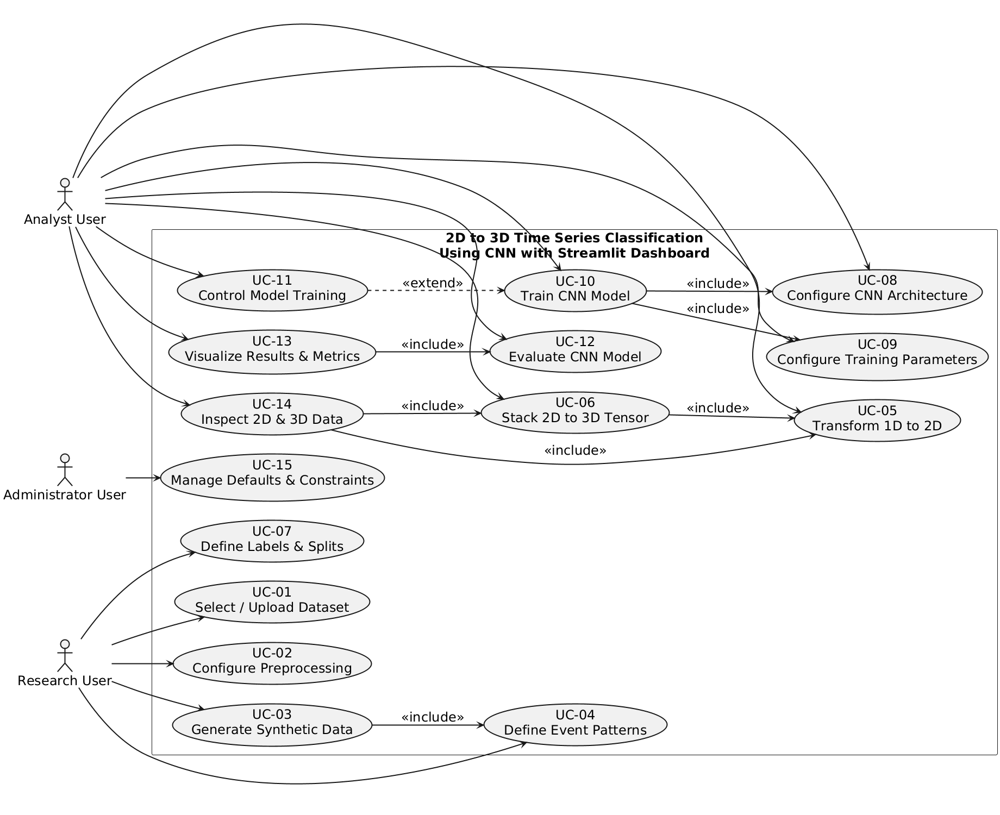 Analyst User
2D to 3D Time Series Classification
Using CNN with Streamlit Dashboard
UC-11
Control Model Training
«extend»
UC-10
Train CNN Model
«include»
UC-08
Configure CNN Architecture
«include»
UC-13
Visualize Results & Metrics
«include»
UC-12
Evaluate CNN Model
UC-09
Configure Training Parameters
UC-14
Inspect 2D & 3D Data
«include»
UC-06
Stack 2D to 3D Tensor
«include»
UC-05
Transform 1D to 2D
«include»
Administrator User
UC-15
Manage Defaults & Constraints
UC-07
Define Labels & Splits
UC-01
Select / Upload Dataset
Research User
UC-02
Configure Preprocessing
UC-03
Generate Synthetic Data
«include»
UC-04
Define Event Patterns